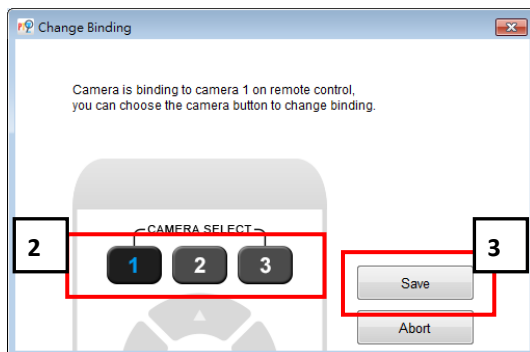 Change Binding
Camera is binding to camera 1 on remote control,
you can choose the camera button to change binding.
CAMERA SELECT
2
1 2 3
3
Save
Abort